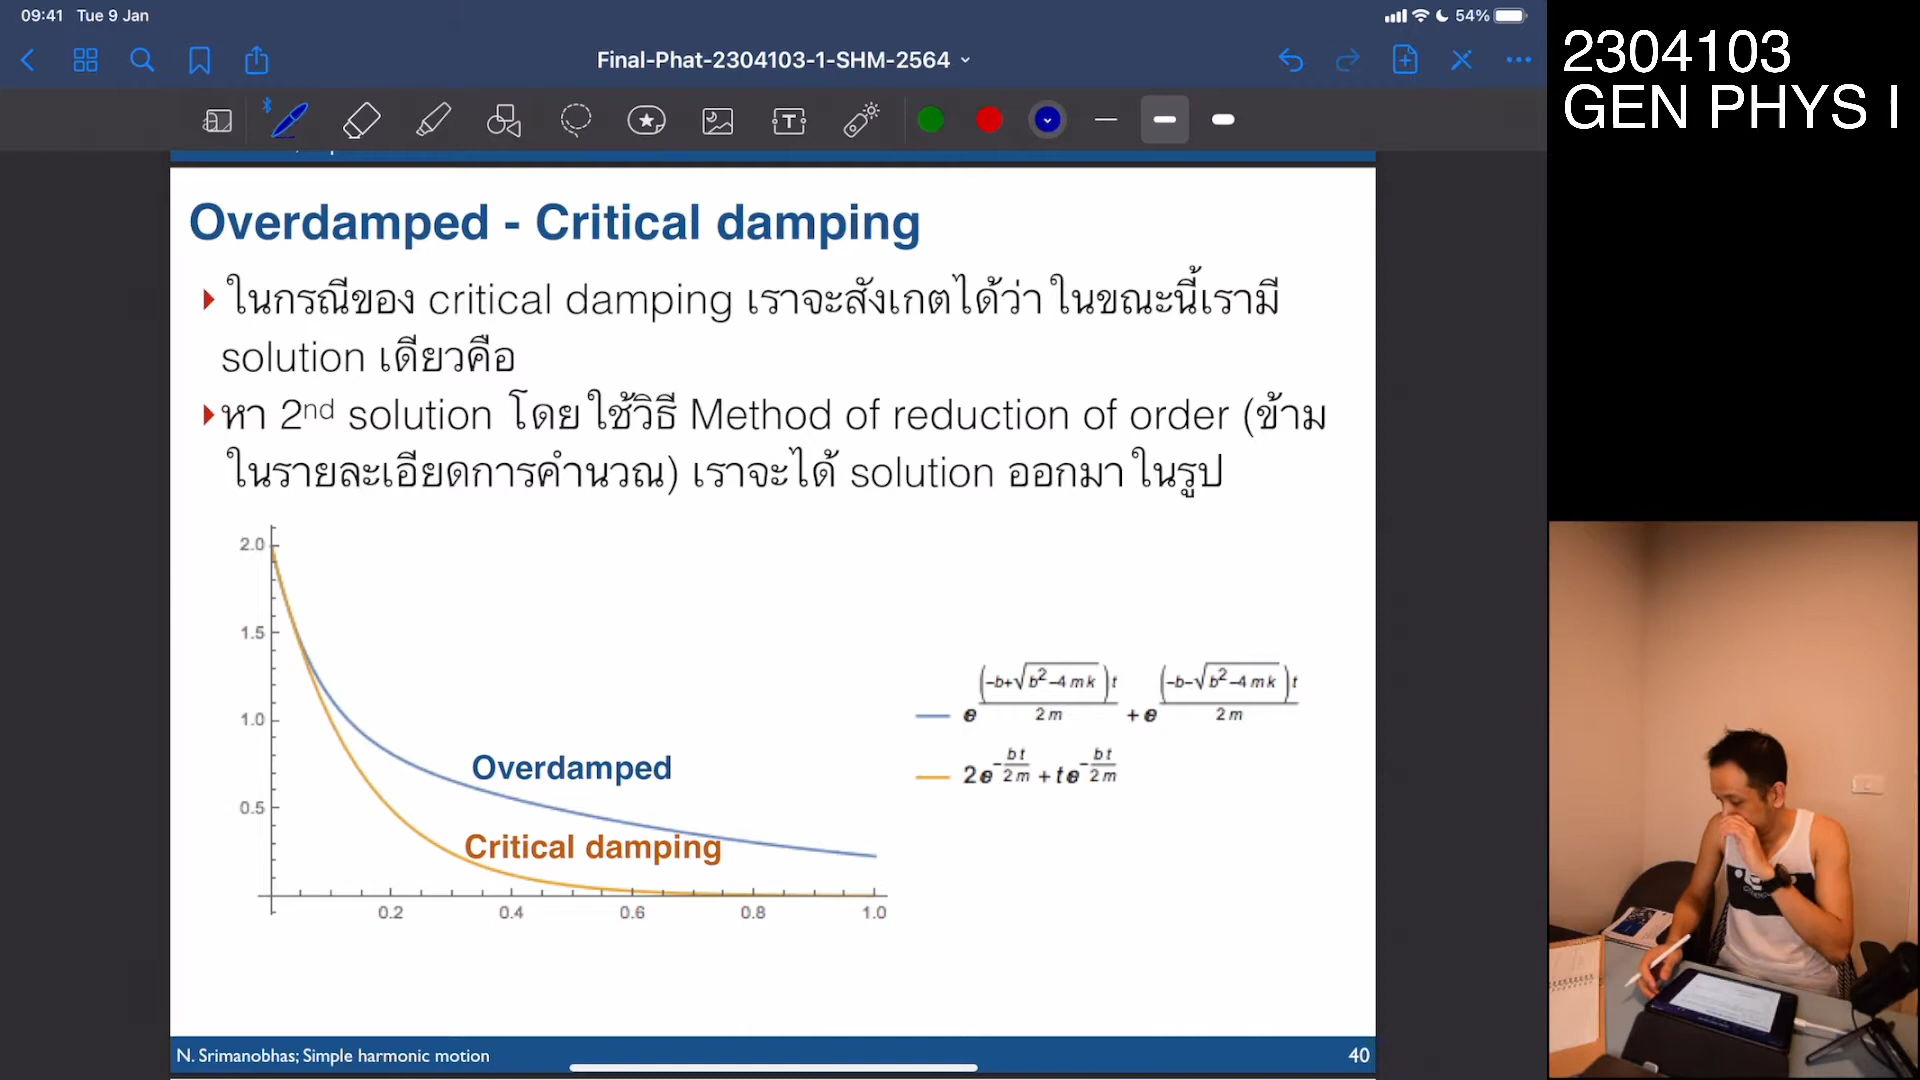 09:41 Tue 9 Jan
54%
Final-Phat-2304103-1-SHM-2564
2304103
GEN PHYS I
Overdamped - Critical damping
ในกรณีของ critical damping เราจะสังเกตได้ว่า ในขณะนี้เรามี
solution เดียวคือ
หา 2nd solution โดยใช้วิธี Method of reduction of order (ข้าม
ในรายละเอียดการคำนวณ) เราจะได้ solution ออกมาในรูป
2.0
1.5
1.0
0.5
0.2 0.4 0.6 0.8 1.0
Overdamped
Critical damping
e^((-b+√(b²-4mk))t/2m) + e^((-b-√(b²-4mk))t/2m)
2e^(-bt/2m) + te^(-bt/2m)
N. Srimanobhas; Simple harmonic motion
40